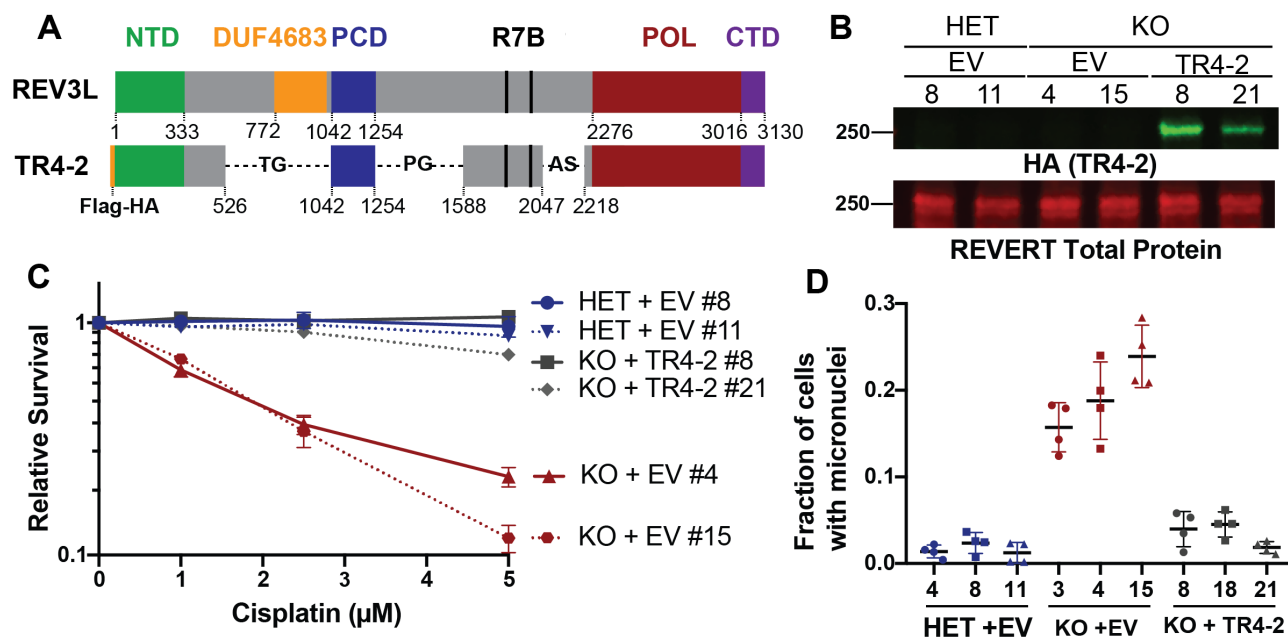 A
NTD DUF4683 PCD R7B POL CTD
REV3L
1 333 772 1042 1254 2276 3016 3130
TR4-2 TG PG AS
Flag-HA 526 1042 1254 1588 2047 2218
B
HET KO
EV EV TR4-2
8 11 4 15 8 21
250
HA (TR4-2)
250
REVERT Total Protein
C
Relative Survival
1
0.1
0 1 2 3 4 5
Cisplatin (µM)
HET + EV #8
HET + EV #11
KO + TR4-2 #8
KO + TR4-2 #21
KO + EV #4
KO + EV #15
D
Fraction of cells
with micronuclei
0.3
0.2
0.1
0.0
4 8 11 3 4 15 8 18 21
HET +EV KO +EV KO + TR4-2